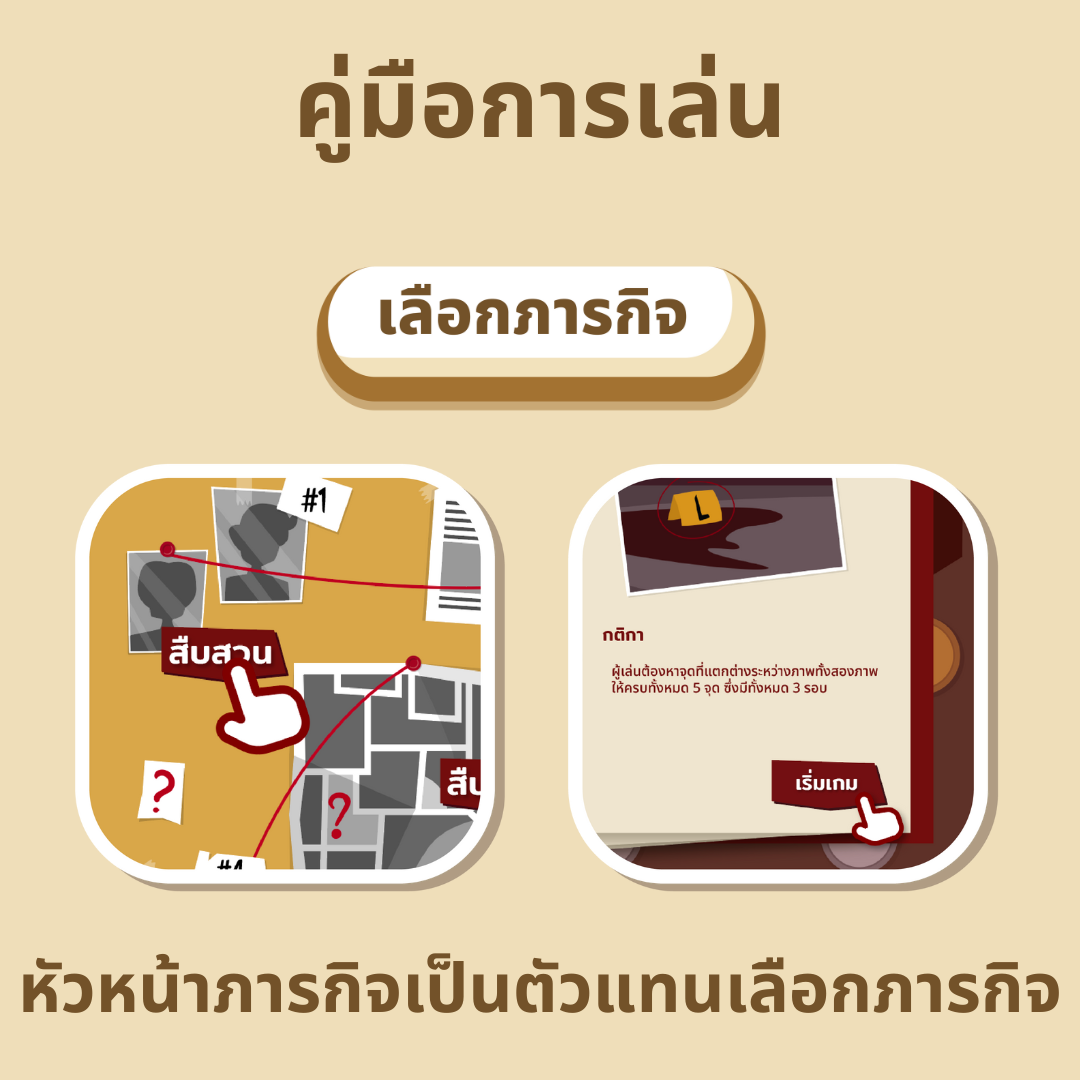 คู่มือการเล่น
เลือกภารกิจ
#1
สืบสวน
?
?
#4
L
กติกา
ผู้เล่นต้องหาจุดที่แตกต่างระหว่างภาพทั้งสองภาพ
ให้ครบทั้งหมด 5 จุด ซึ่งมีทั้งหมด 3 รอบ
เริ่มเกม
หัวหน้าภารกิจเป็นตัวแทนเลือกภารกิจ